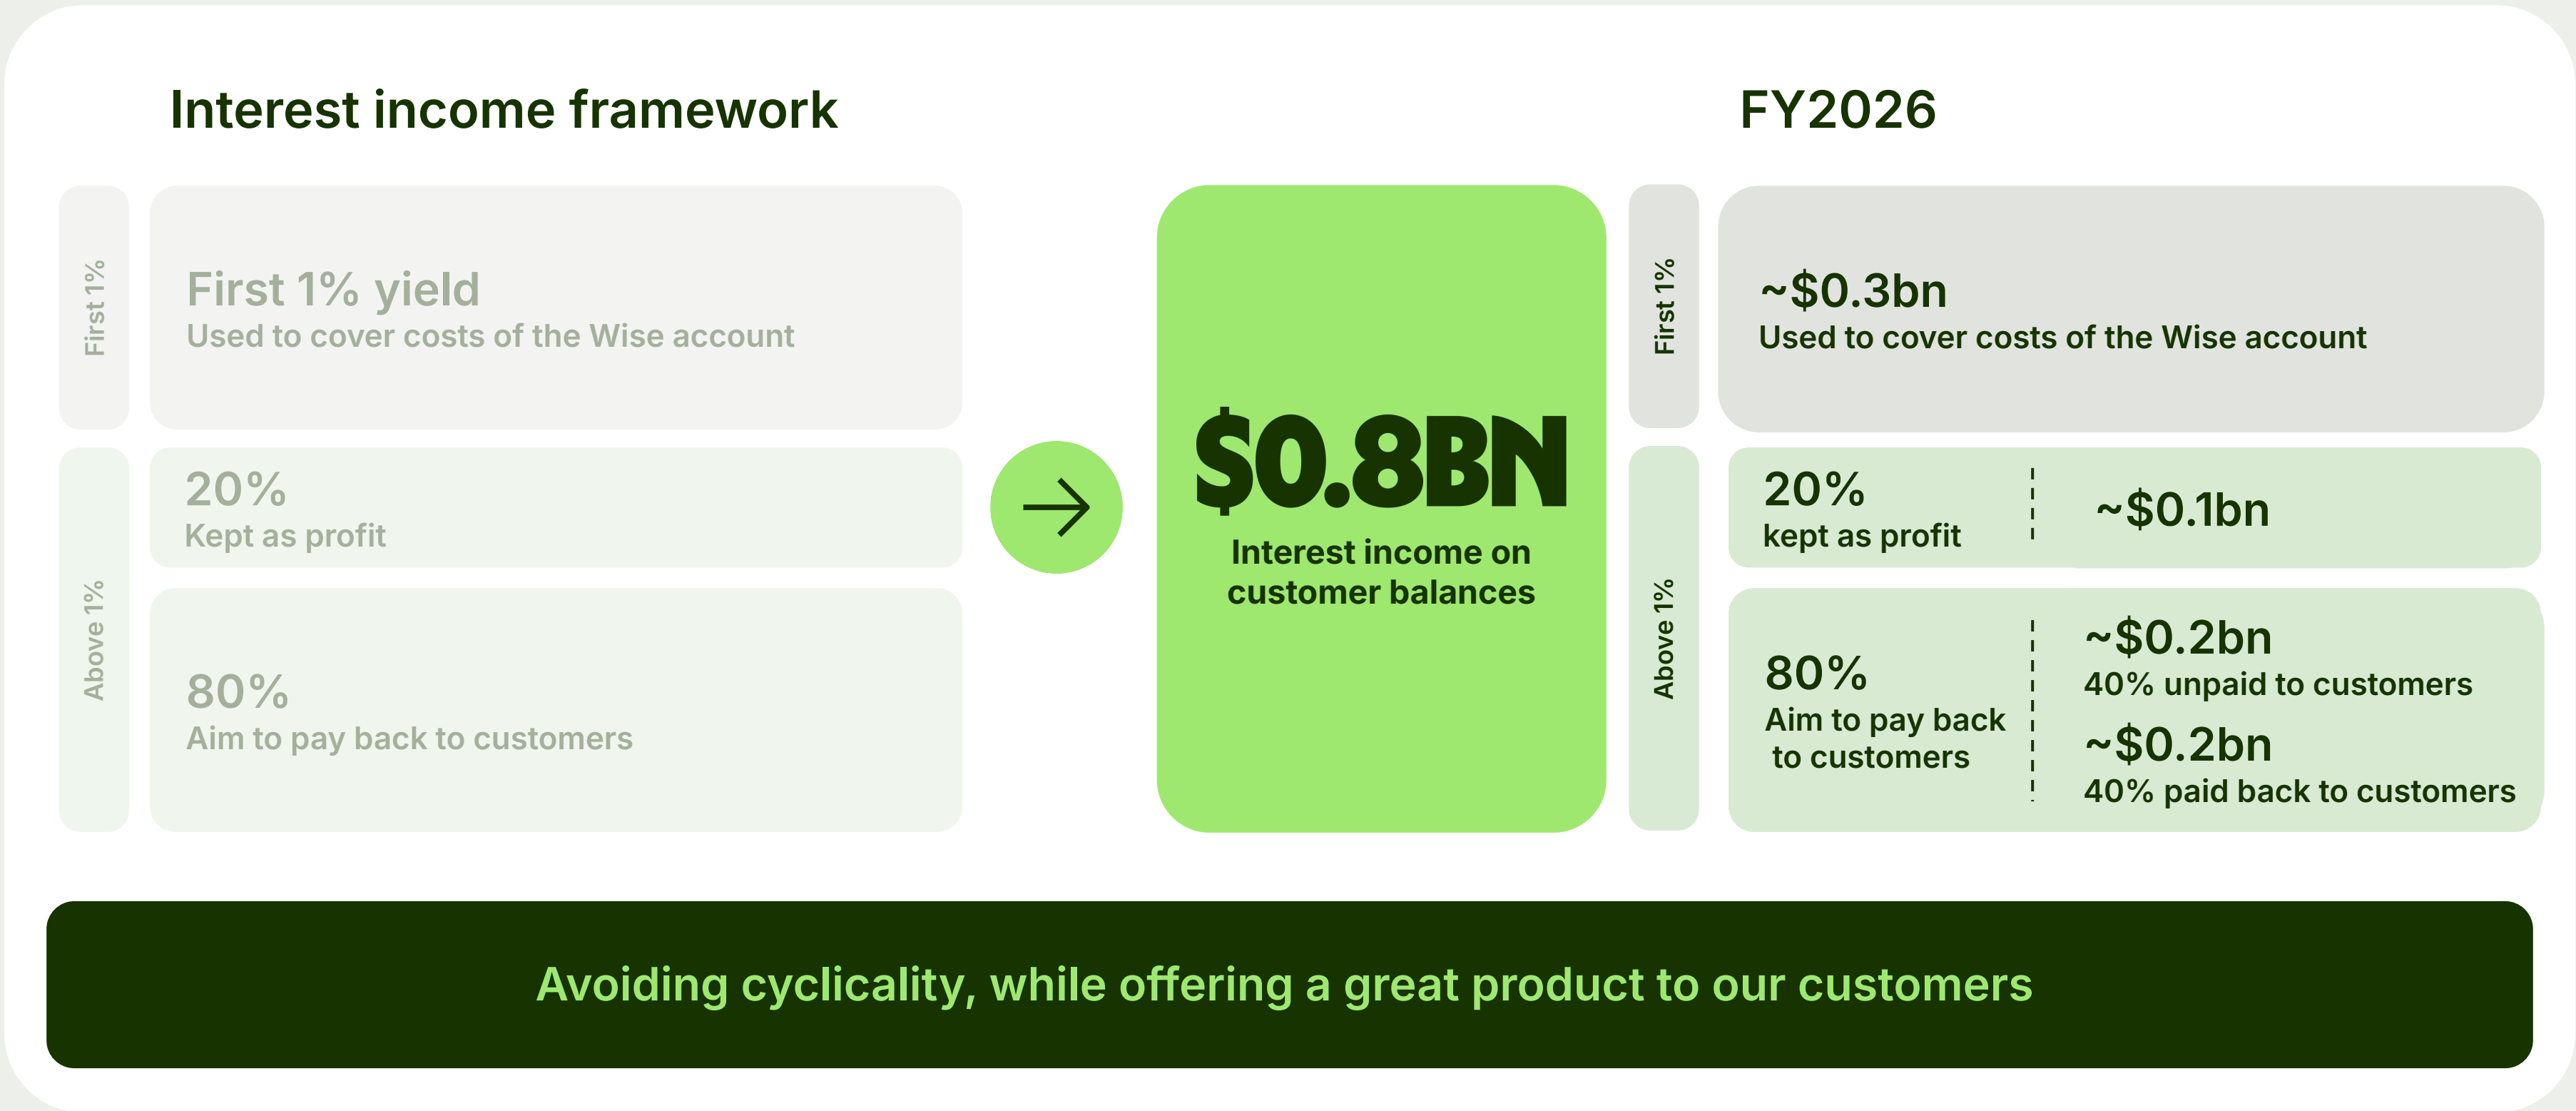 Interest income framework
First 1%
First 1% yield
Used to cover costs of the Wise account
Above 1%
20%
Kept as profit
80%
Aim to pay back to customers
$0.8BN
Interest income on
customer balances
FY2026
First 1%
~$0.3bn
Used to cover costs of the Wise account
Above 1%
20%
kept as profit
~$0.1bn
80%
Aim to pay back
to customers
~$0.2bn
40% unpaid to customers
~$0.2bn
40% paid back to customers
Avoiding cyclicality, while offering a great product to our customers